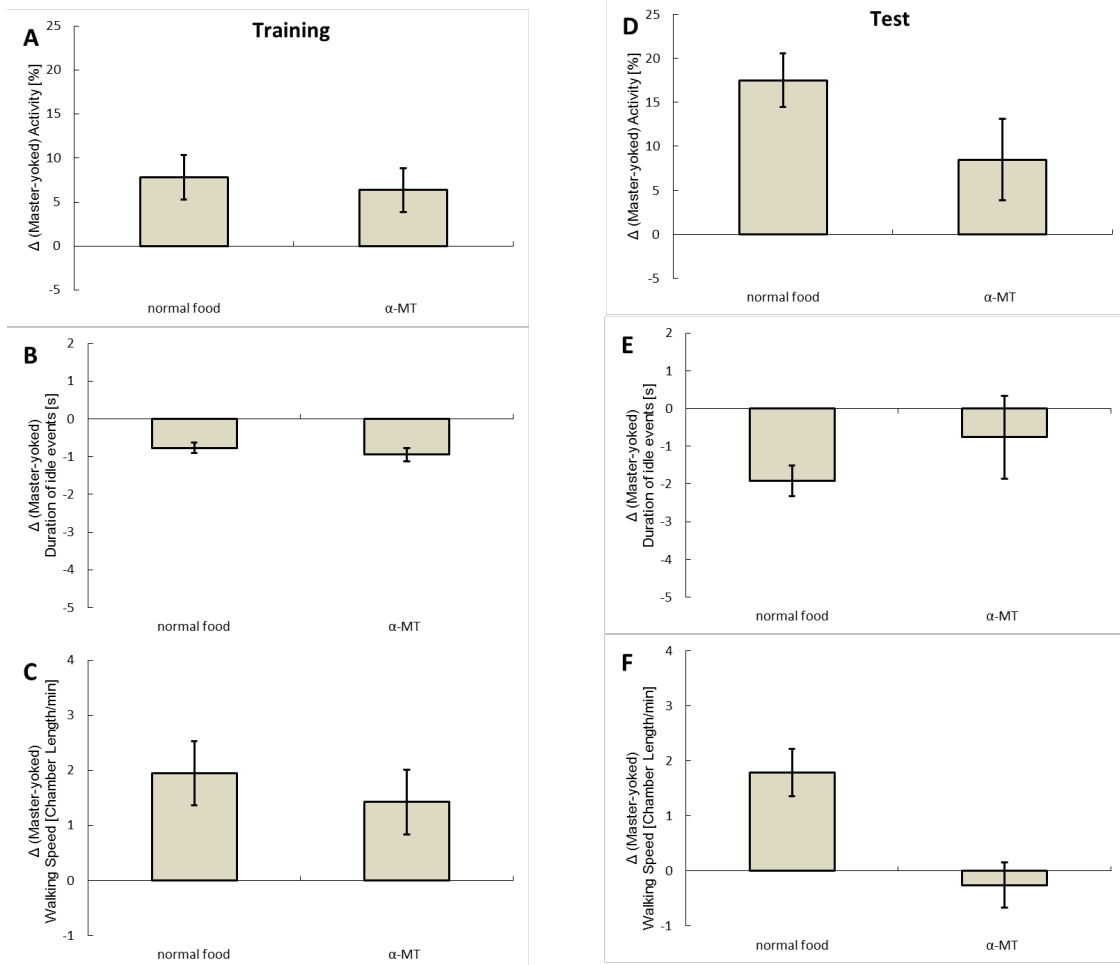 A
Training
Δ (Master-yoked) Activity [%]
25
20
15
10
5
0
-5
normal food α-MT
B
Δ (Master-yoked)
Duration of idle events [s]
2
1
0
-1
-2
-3
-4
-5
normal food α-MT
C
Δ (Master-yoked)
Walking Speed [Chamber Length/min]
4
3
2
1
0
-1
normal food α-MT
D
Test
Δ (Master-yoked) Activity [%]
25
20
15
10
5
0
-5
normal food α-MT
E
Δ (Master-yoked)
Duration of idle events [s]
2
1
0
-1
-2
-3
-4
-5
normal food α-MT
F
Δ (Master-yoked)
Walking Speed [Chamber Length/min]
4
3
2
1
0
-1
normal food α-MT